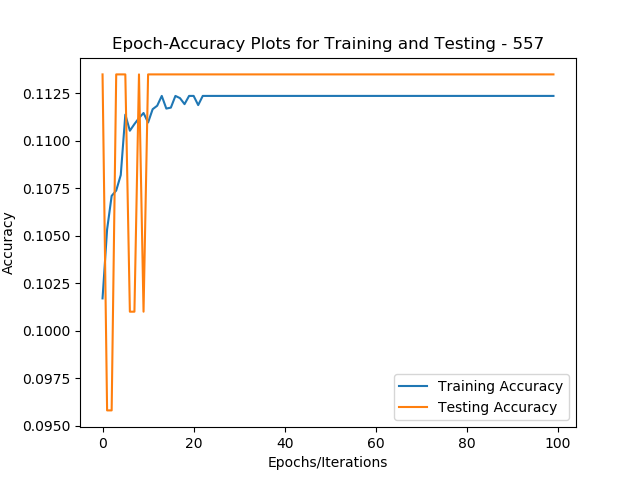 Epoch-Accuracy Plots for Training and Testing - 557
Accuracy
0.1125
0.1100
0.1075
0.1050
0.1025
0.1000
0.0975
0.0950
0 20 40 60 80 100
Epochs/Iterations
Training Accuracy
Testing Accuracy